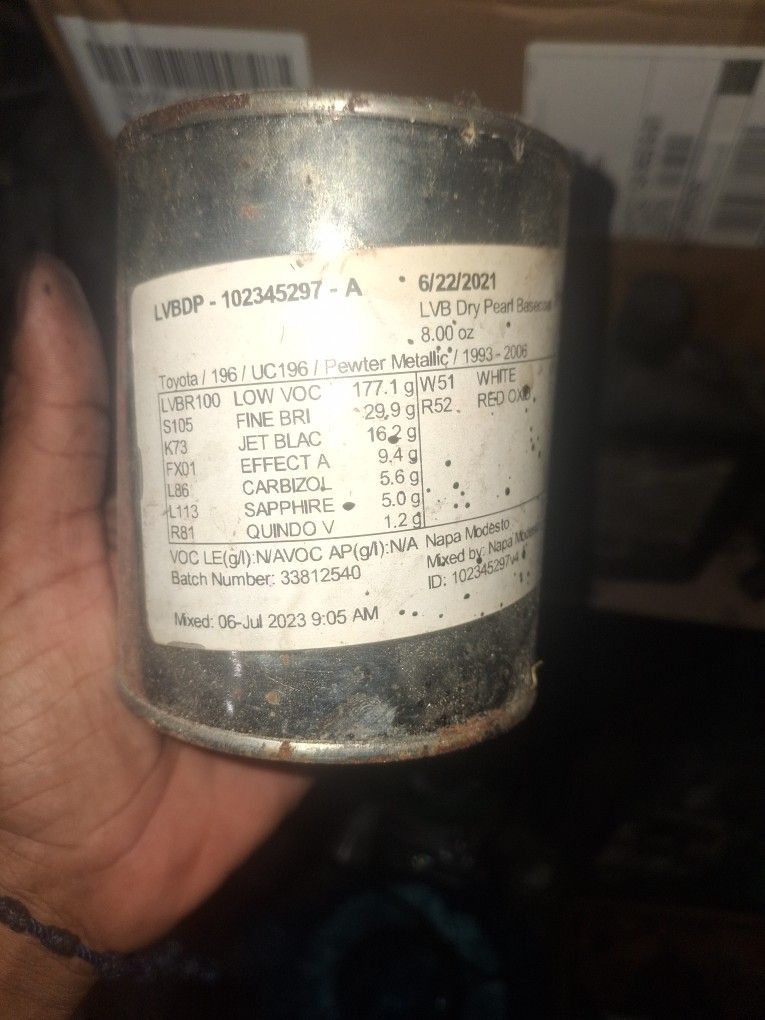 LVBDP - 102345297 - A
6/22/2021
LVB Dry Pearl
8.00 oz
Toyota / 196 / UC196 / Pewter Metallic / 1993 - 2006
LVBR100 LOW VOC 177.1 g W51 WHITE
S105 FINE BRI 29.9 g R52 RED OXD
K73 JET BLAC 16.2 g
FX01 EFFECT A 9.4 g
L86 CARBIZOL 5.6 g
L113 SAPPHIRE 5.0 g
R81 QUINDO V 1.2 g
VOC LE(g/l):N/AVOC AP(g/l):N/A Napa Modesto
Batch Number: 33812540 Mixed by: Napa
ID: 102345297v4
Mixed: 06-Jul 2023 9:05 AM